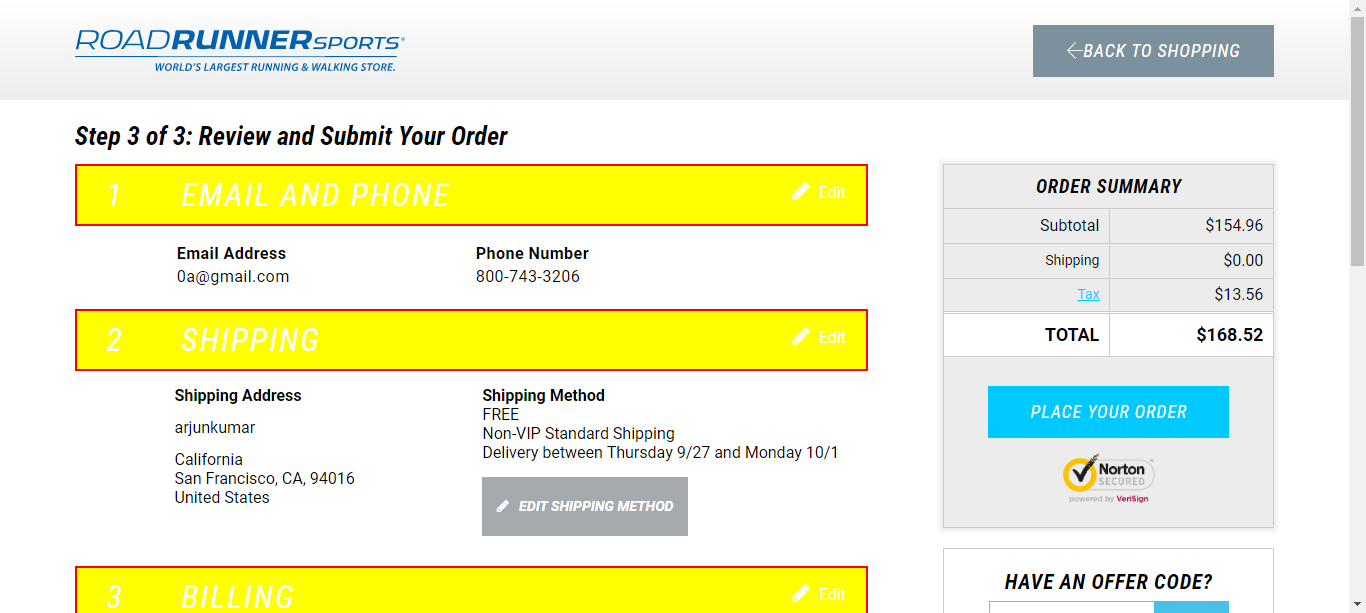 ROADRUNNERSPORTS®
WORLD'S LARGEST RUNNING & WALKING STORE.
BACK TO SHOPPING
Step 3 of 3: Review and Submit Your Order
1 EMAIL AND PHONE Edit
Email Address Phone Number
0a@gmail.com 800-743-3206
2 SHIPPING Edit
Shipping Address Shipping Method
FREE
arjunkumar Non-VIP Standard Shipping
Delivery between Thursday 9/27 and Monday 10/1
California
San Francisco, CA, 94016
United States
EDIT SHIPPING METHOD
3 BILLING Edit
ORDER SUMMARY
Subtotal $154.96
Shipping $0.00
Tax $13.56
TOTAL $168.52
PLACE YOUR ORDER
Norton
SECURED
powered by VeriSign
HAVE AN OFFER CODE?